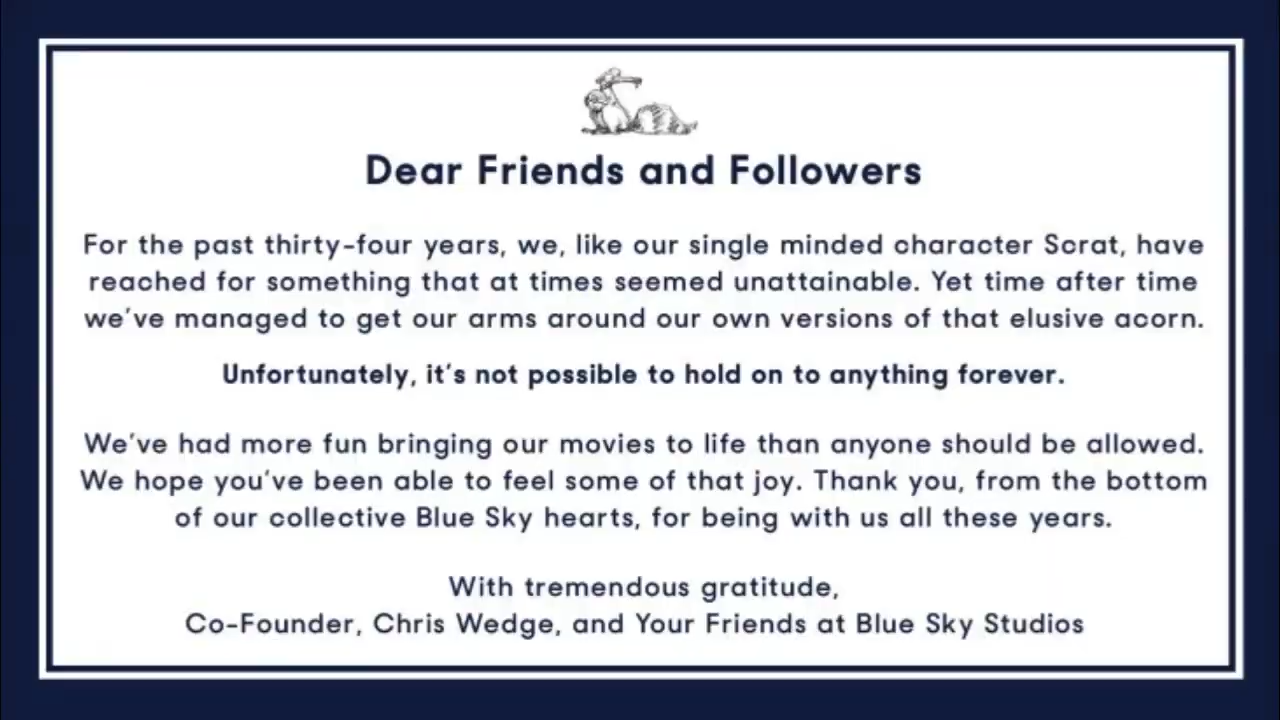 Dear Friends and Followers
For the past thirty-four years, we, like our single minded character Scrat, have
reached for something that at times seemed unattainable. Yet time after time
we've managed to get our arms around our own versions of that elusive acorn.
Unfortunately, it's not possible to hold on to anything forever.
We've had more fun bringing our movies to life than anyone should be allowed.
We hope you've been able to feel some of that joy. Thank you, from the bottom
of our collective Blue Sky hearts, for being with us all these years.
With tremendous gratitude,
Co-Founder, Chris Wedge, and Your Friends at Blue Sky Studios